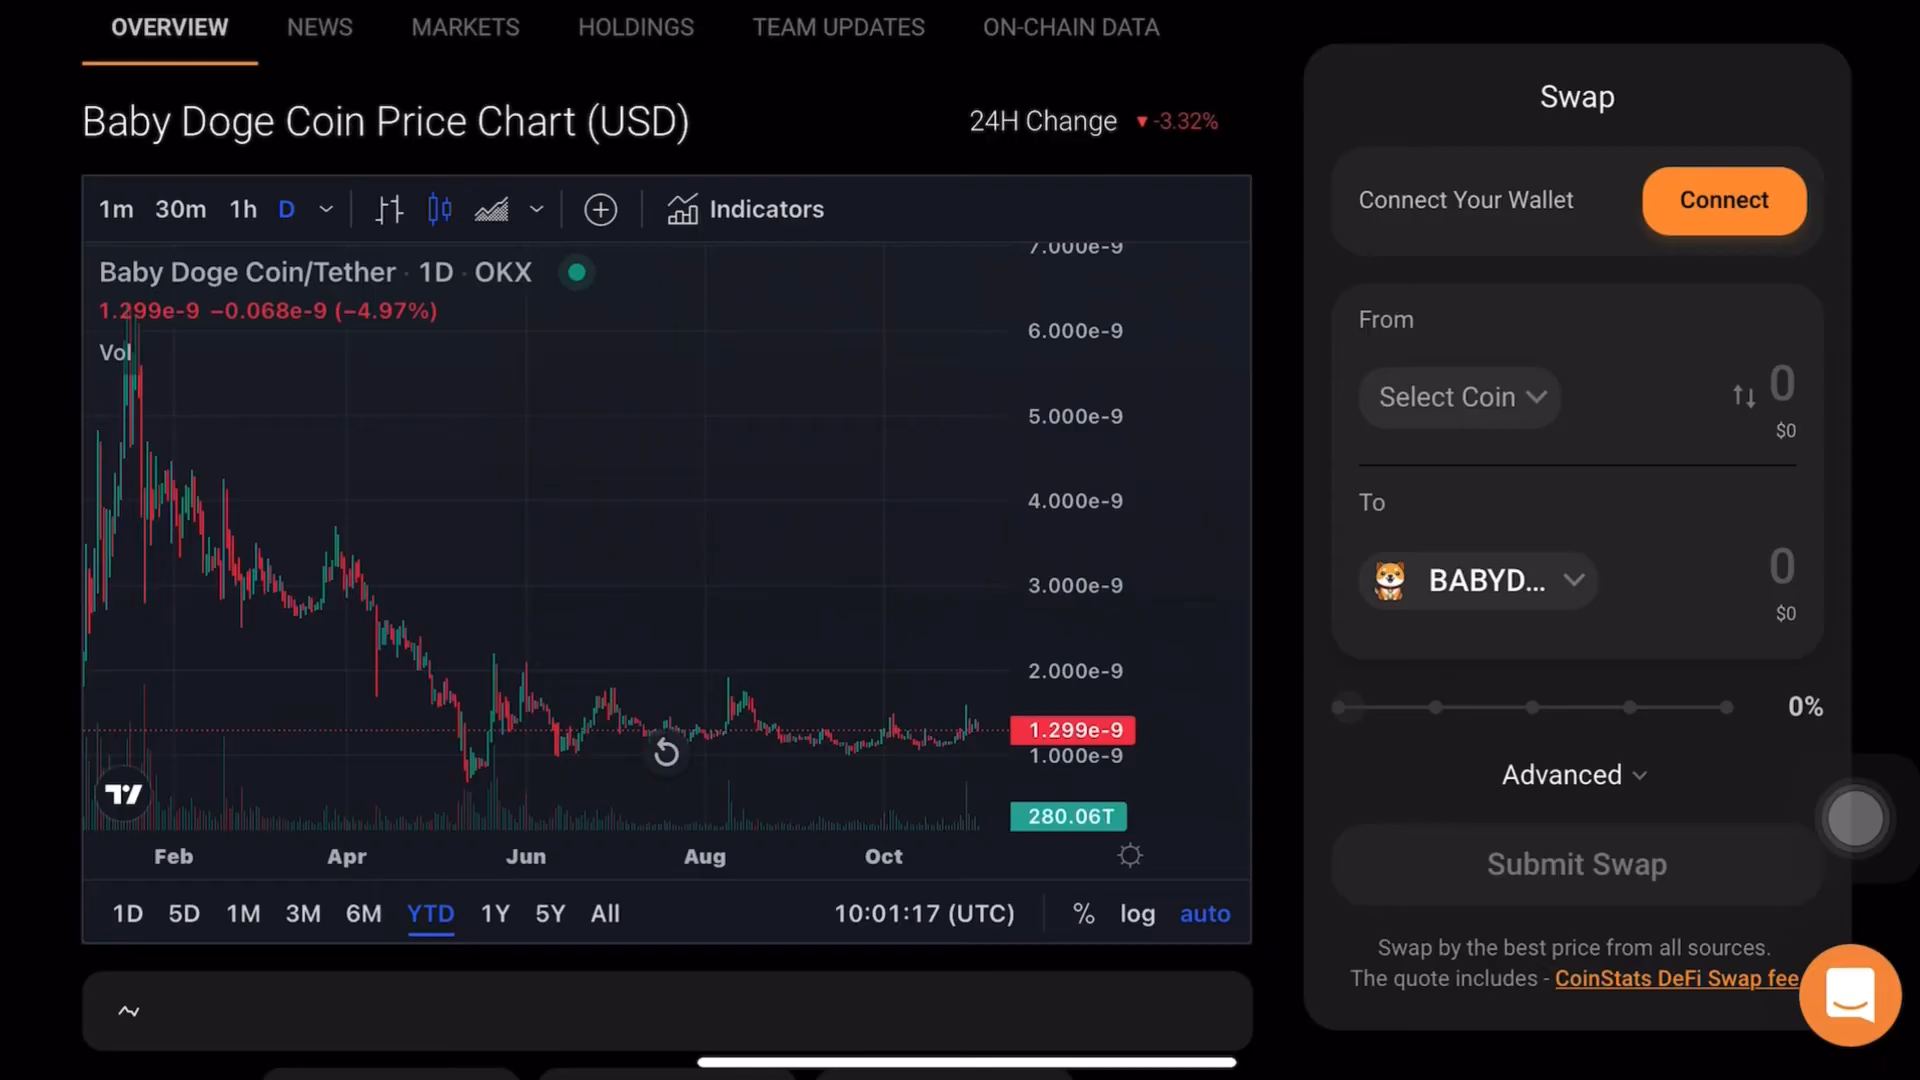 OVERVIEW NEWS MARKETS HOLDINGS TEAM UPDATES ON-CHAIN DATA
Baby Doge Coin Price Chart (USD)
24H Change ▼-3.32%
1m 30m 1h D
Indicators
Baby Doge Coin/Tether · 1D · OKX
1.299e-9 −0.068e-9 (−4.97%)
Vol
7.000e-9
6.000e-9
5.000e-9
4.000e-9
3.000e-9
2.000e-9
1.299e-9
1.000e-9
280.06T
Feb Apr Jun Aug Oct
1D 5D 1M 3M 6M YTD 1Y 5Y All
10:01:17 (UTC)
% log auto
Swap
Connect Your Wallet
Connect
From
Select Coin
0
$0
To
BABYD...
0
$0
0%
Advanced
Submit Swap
Swap by the best price from all sources.
The quote includes - CoinStats DeFi Swap fee